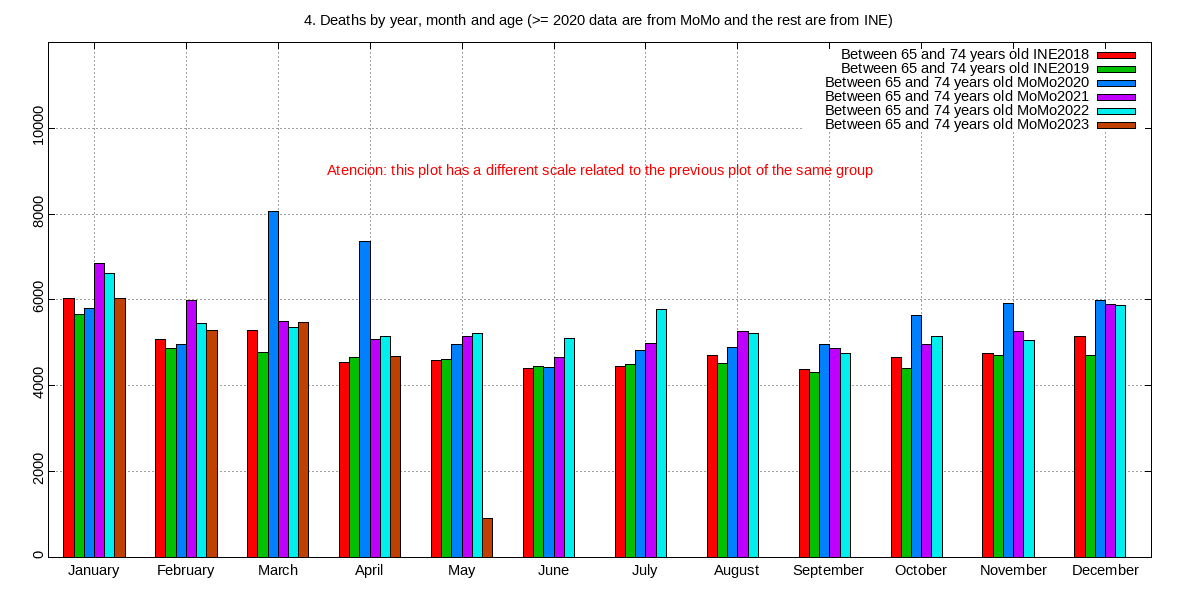 4. Deaths by year, month and age (>= 2020 data are from MoMo and the rest are from INE)
Between 65 and 74 years old INE2018
Between 65 and 74 years old INE2019
Between 65 and 74 years old MoMo2020
Between 65 and 74 years old MoMo2021
Between 65 and 74 years old MoMo2022
Between 65 and 74 years old MoMo2023
Atencion: this plot has a different scale related to the previous plot of the same group
10000
8000
6000
4000
2000
0
January February March April May June July August September October November December